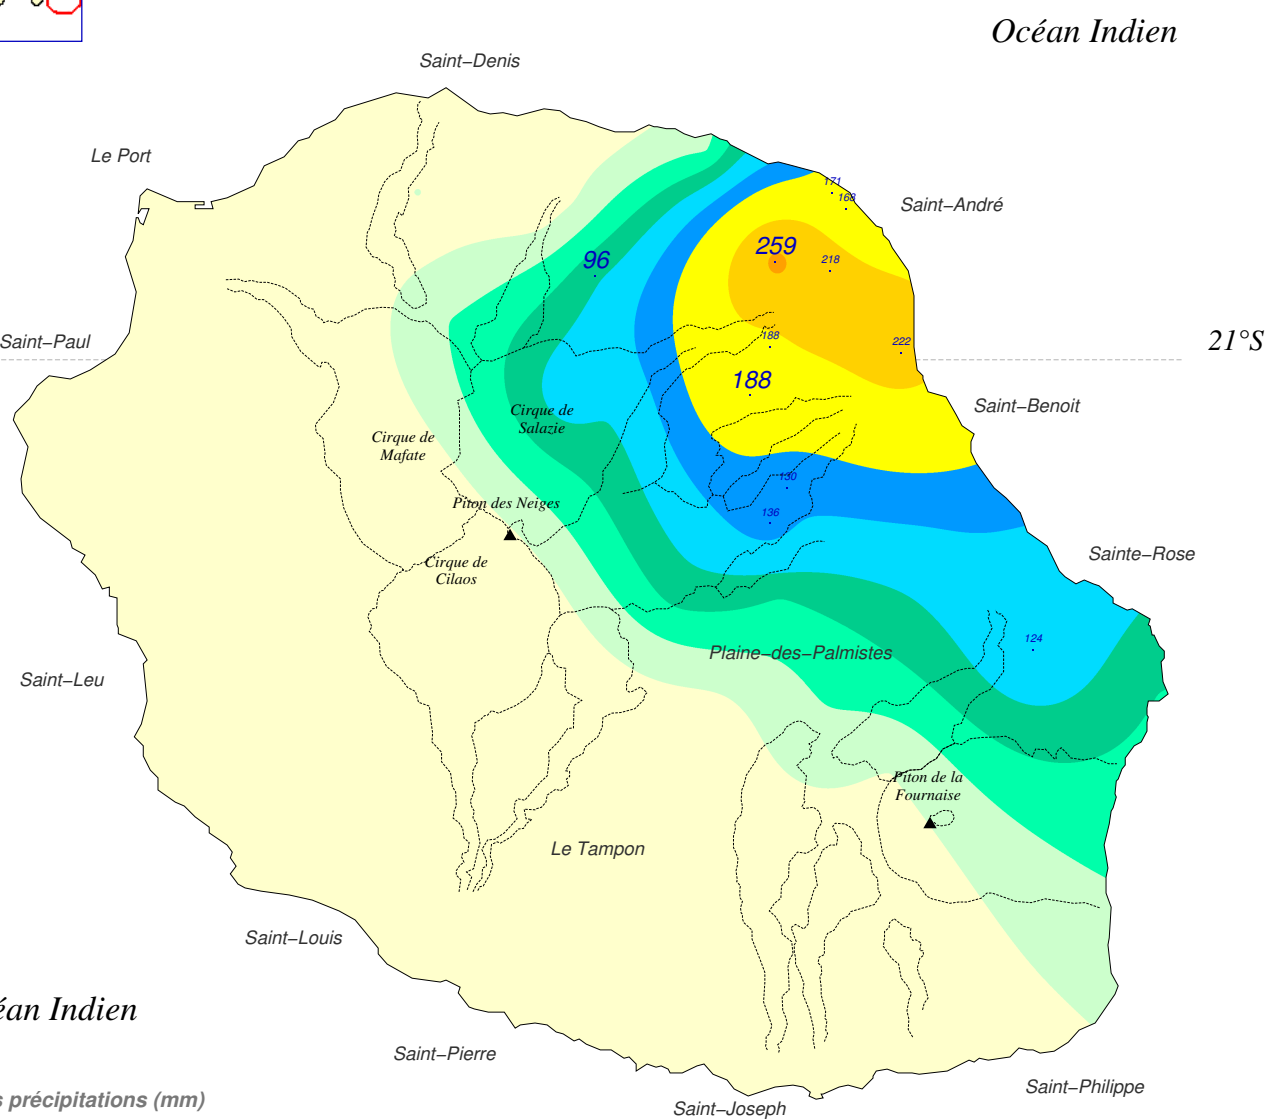 Océan Indien
Saint–Denis
Le Port
171
168
Saint–André
259
96
218
Saint–Paul
188
222
21°S
188
Saint–Benoit
Cirque de
Salazie
Cirque de
Mafate
130
Piton des Neiges
136
Sainte–Rose
Cirque de
Cilaos
124
Plaine–des–Palmistes
Saint–Leu
Piton de la
Fournaise
Le Tampon
Saint–Louis
éan Indien
Saint–Pierre
Saint–Philippe
s précipitations (mm)
Saint–Joseph